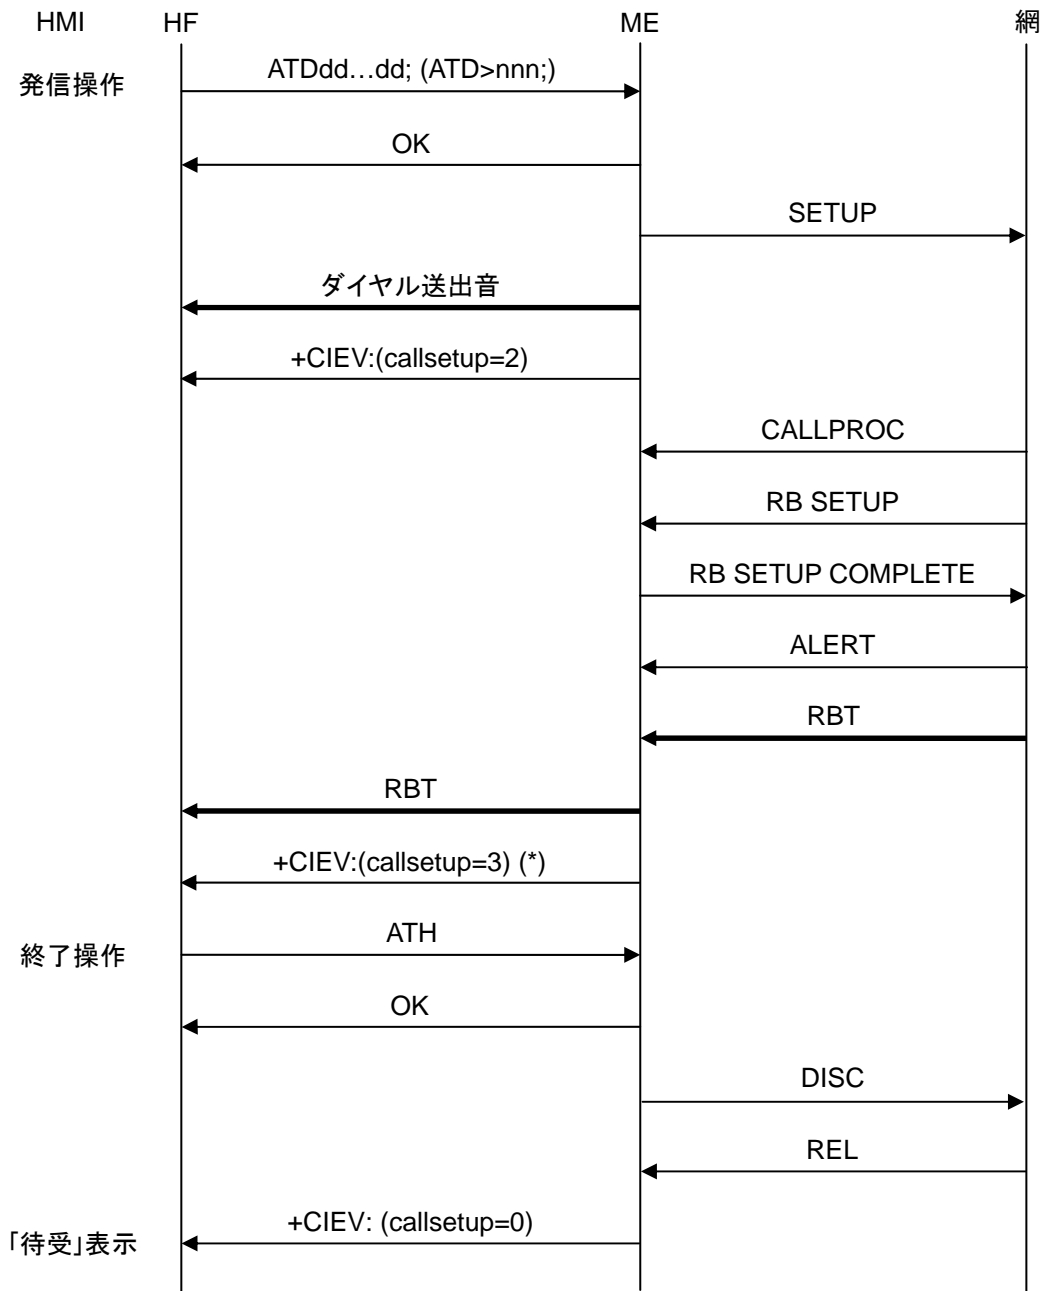 HMI HF ME 網
ATDdd…dd; (ATD>nnn;)
発信操作
OK
SETUP
ダイヤル送出音
+CIEV:(callsetup=2)
CALLPROC
RB SETUP
RB SETUP COMPLETE
ALERT
RBT
RBT
+CIEV:(callsetup=3) (*)
ATH
終了操作
OK
DISC
REL
+CIEV: (callsetup=0)
「待受」表示